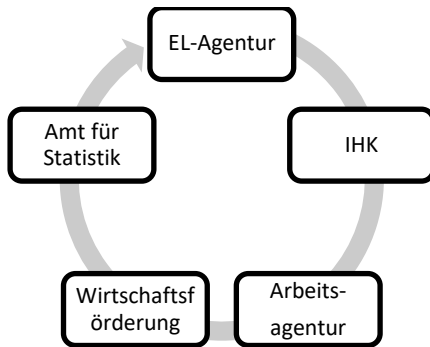 EL-Agentur
IHK
Arbeits-
agentur
Wirtschaftsf
örderung
Amt für
Statistik